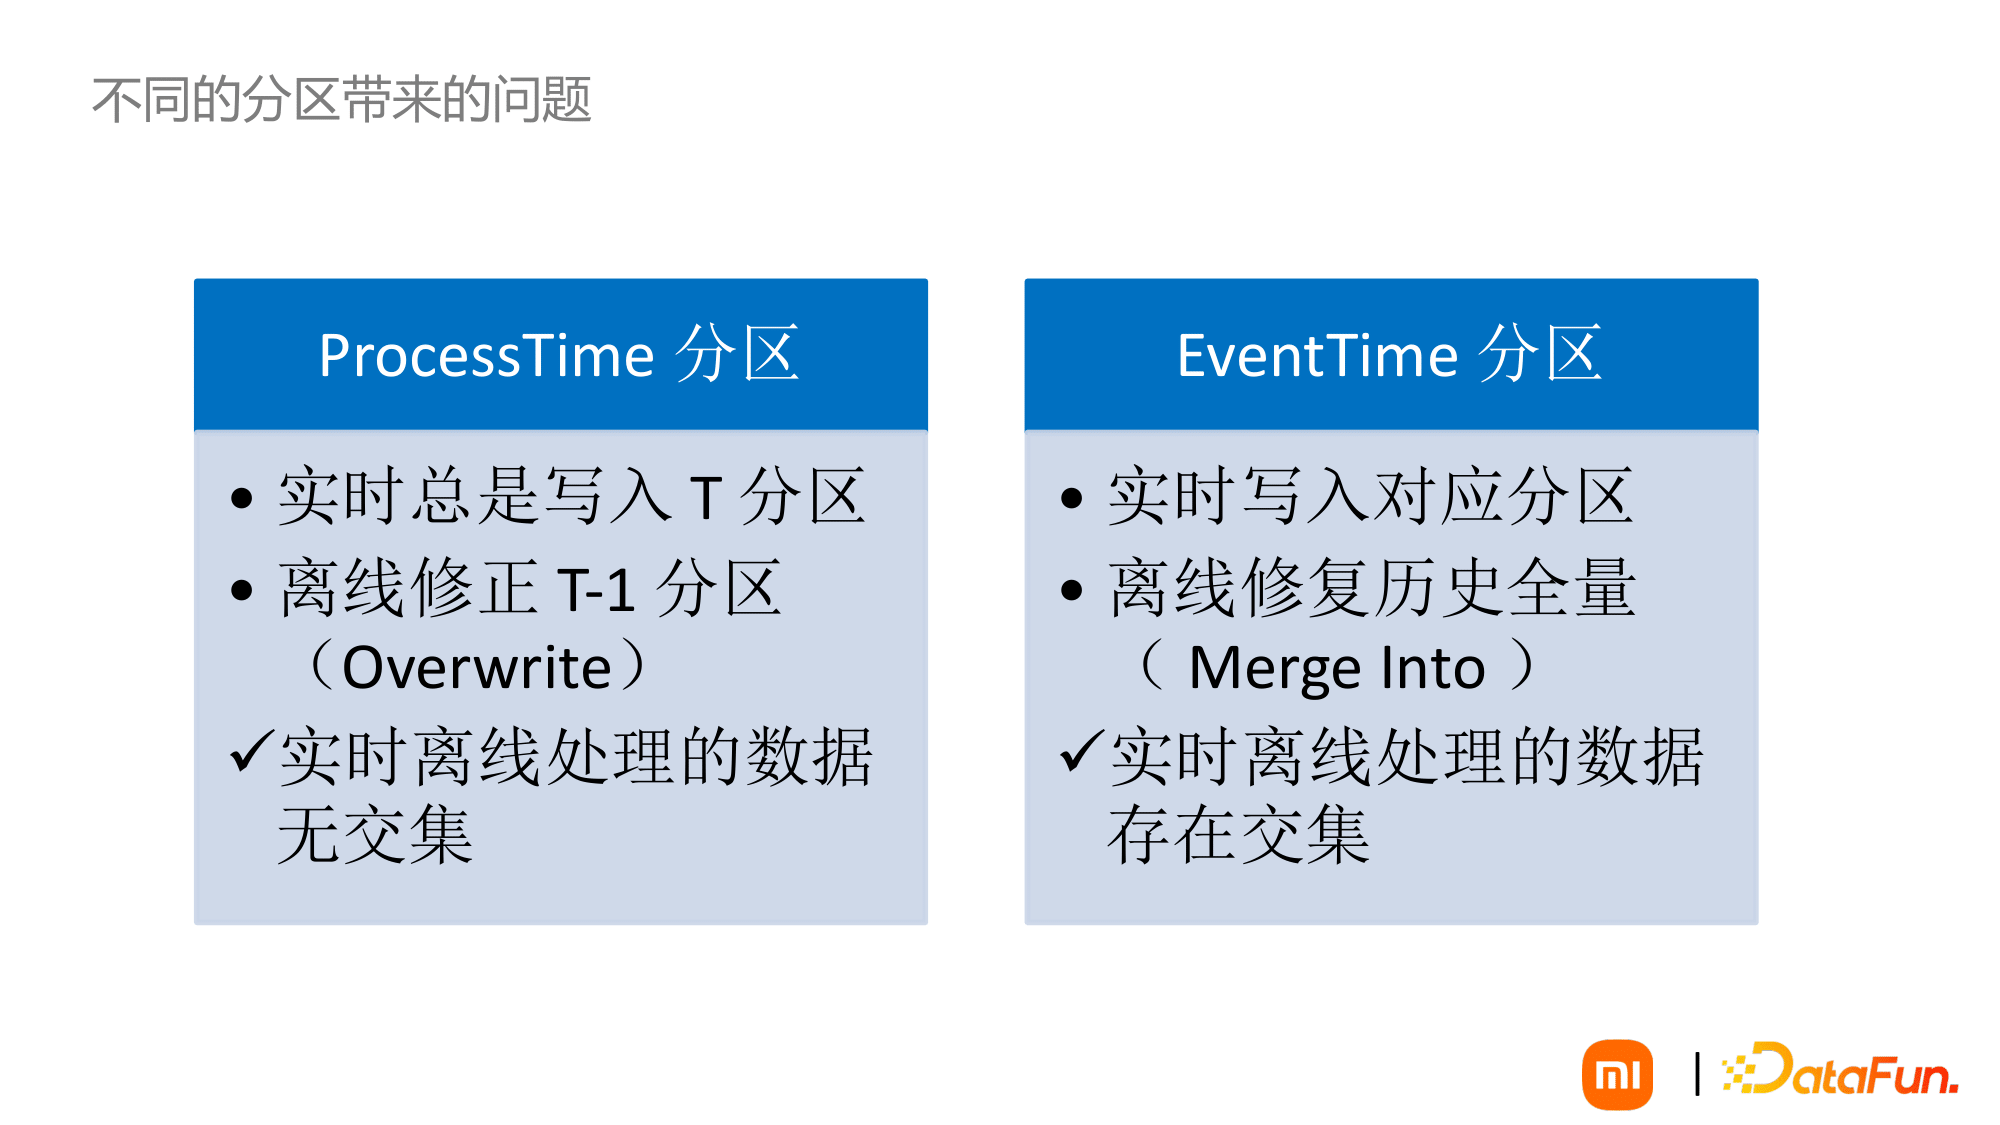 不同的分区带来的问题
ProcessTime 分区
• 实时总是写入 T 分区
• 离线修正 T-1 分区
（Overwrite）
✓实时离线处理的数据
无交集
EventTime 分区
• 实时写入对应分区
• 离线修复历史全量
（ Merge Into ）
✓实时离线处理的数据
存在交集
mi | DataFun.